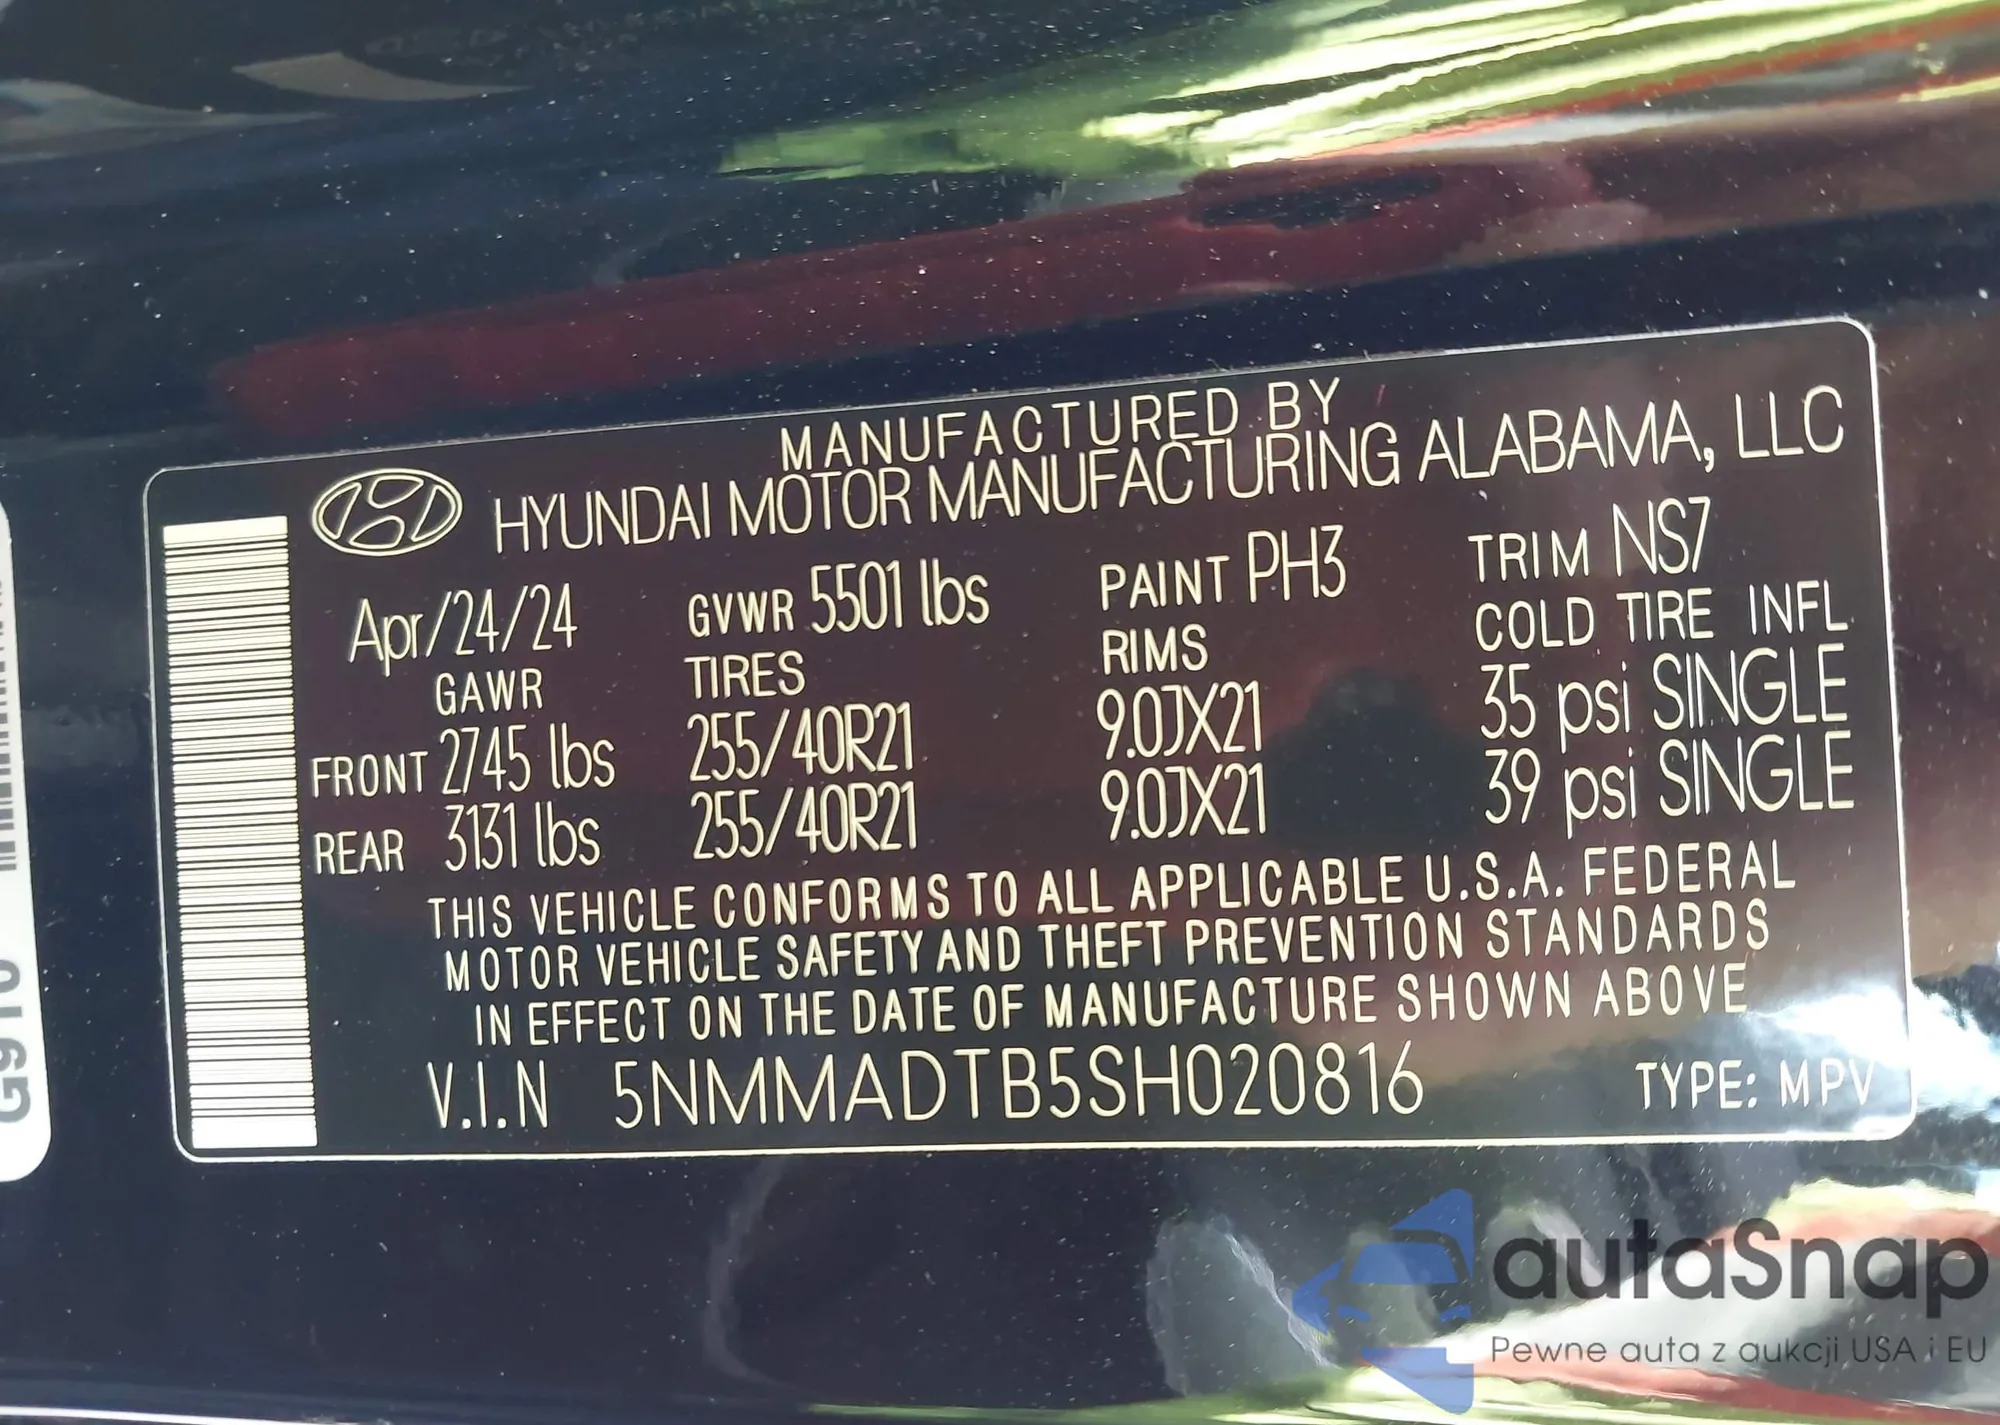 MANUFACTURED BY
HYUNDAI MOTOR MANUFACTURING ALABAMA, LLC
Apr/24/24 GVWR 5501 lbs PAINT PH3 TRIM NS7
GAWR TIRES RIMS COLD TIRE INFL
FRONT 2745 lbs 255/40R21 9.0JX21 35 psi SINGLE
REAR 3131 lbs 255/40R21 9.0JX21 39 psi SINGLE
THIS VEHICLE CONFORMS TO ALL APPLICABLE U.S.A. FEDERAL
MOTOR VEHICLE SAFETY AND THEFT PREVENTION STANDARDS
IN EFFECT ON THE DATE OF MANUFACTURE SHOWN ABOVE
V.I.N 5NMMADTB5SH020816 TYPE: MPV
G910
autaSnap
Pewne auta z aukcji USA i EU